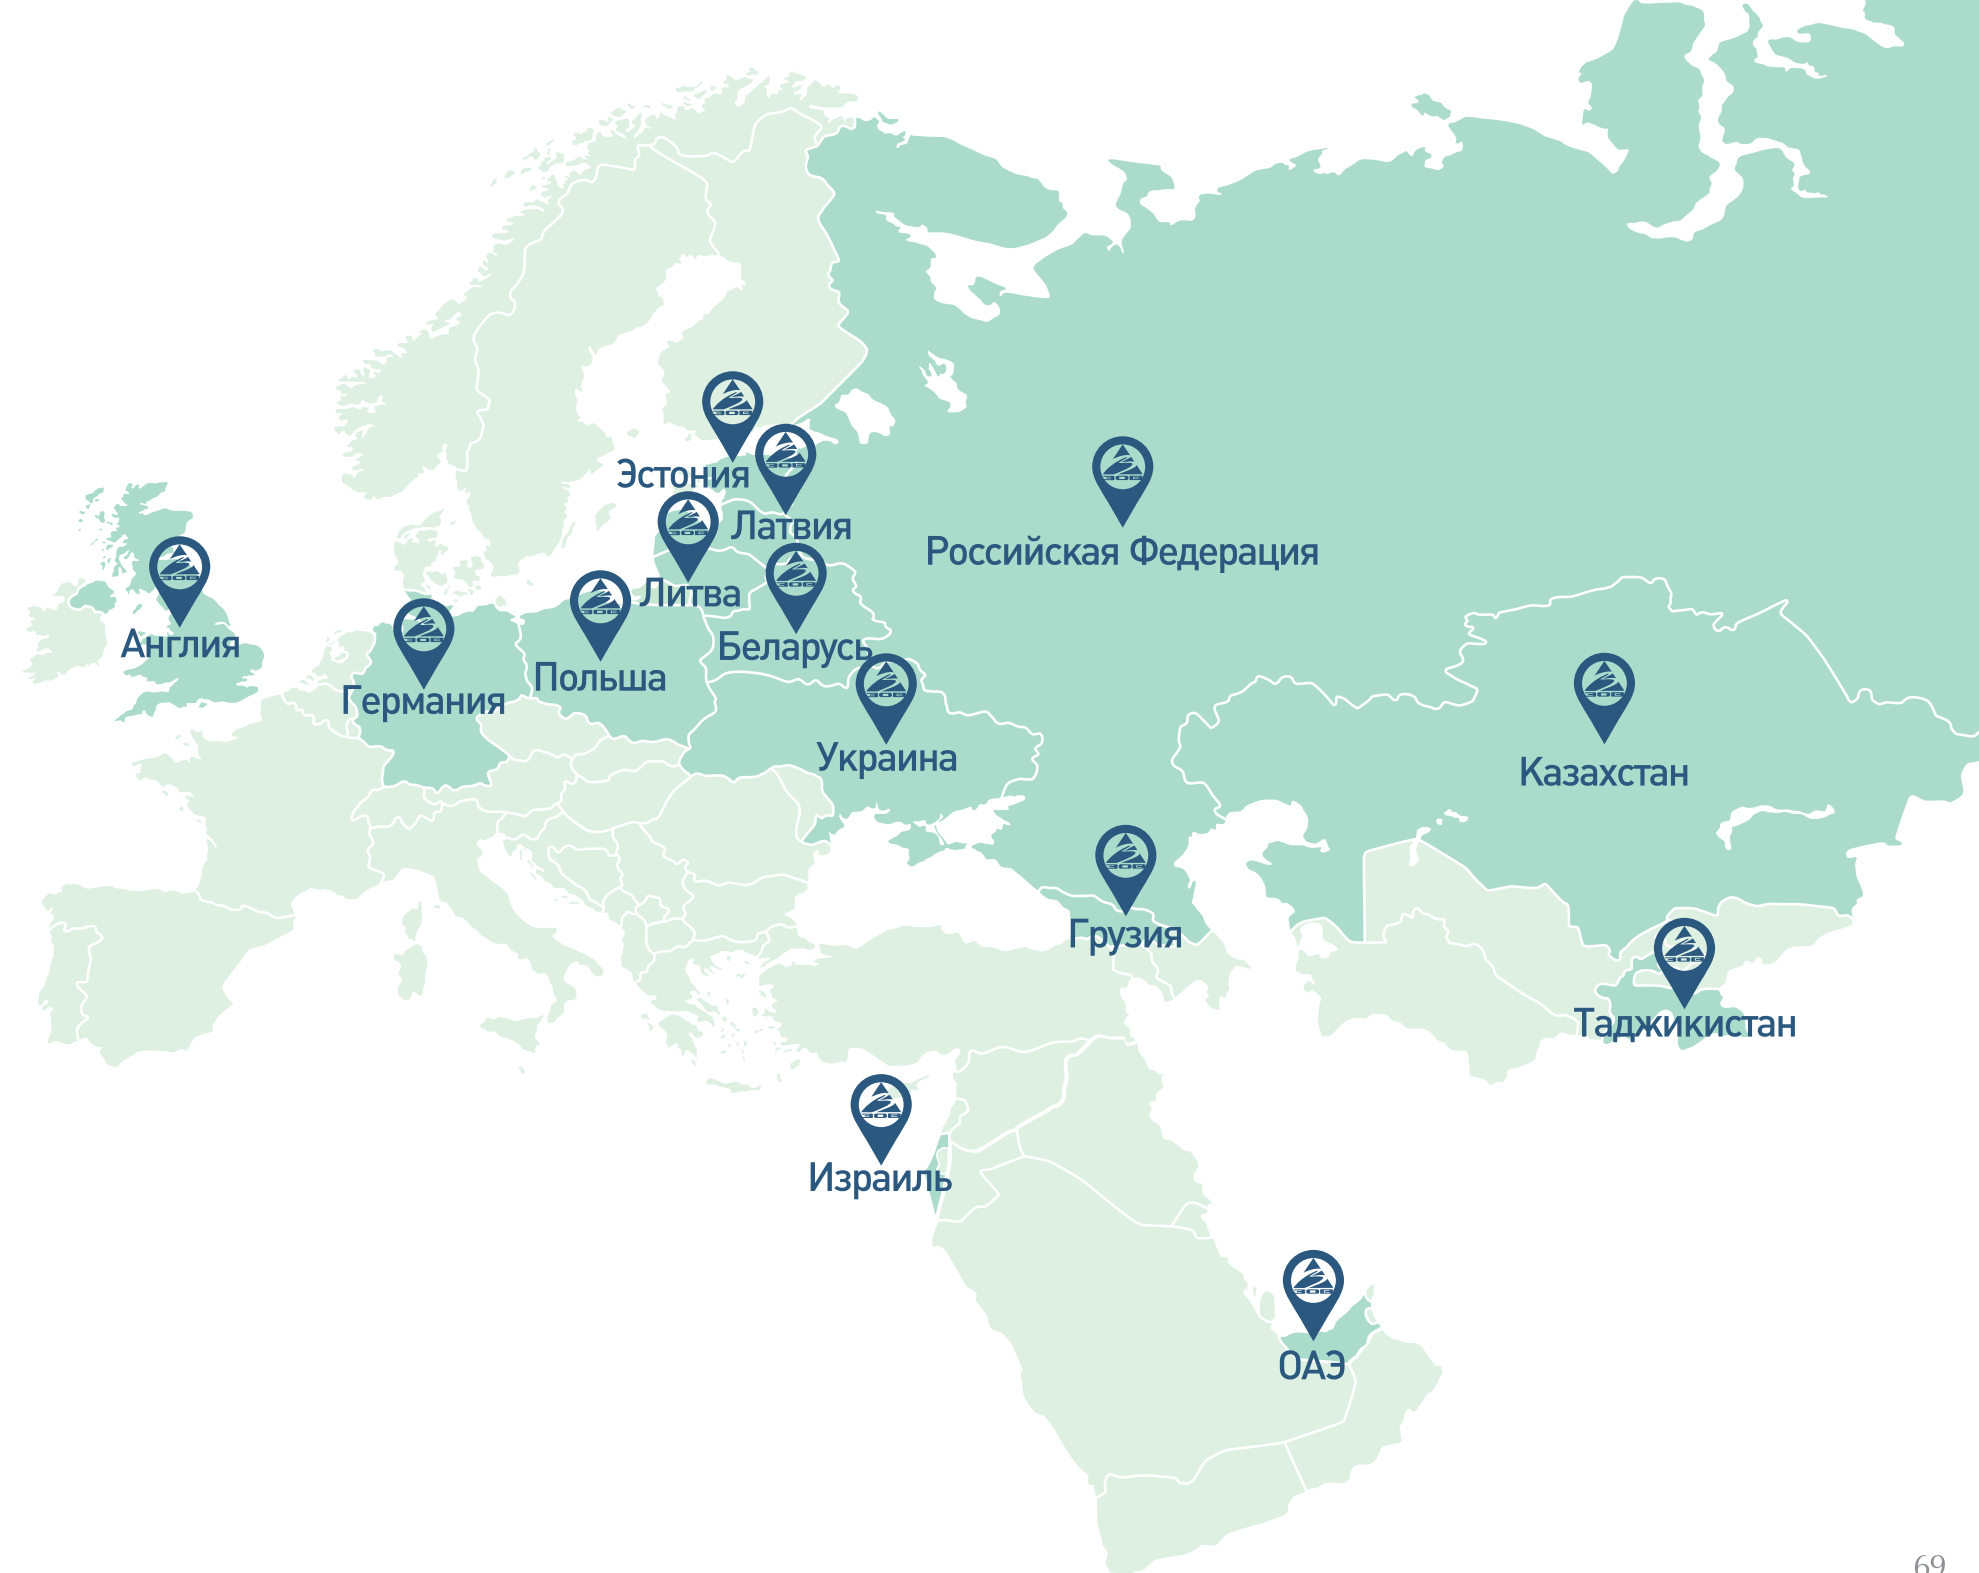 Эстония
Латвия
Российская Федерация
Литва
Англия
Беларусь
Польша
Германия
Украина
Казахстан
Грузия
Таджикистан
Израиль
ОАЭ
69